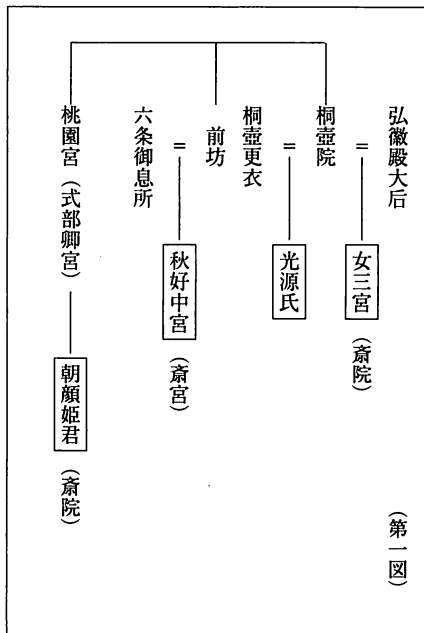 （第一図）
弘徽殿大后
＝
女三宮（斎院）
桐壺院
＝
光源氏
桐壺更衣
前坊
＝
秋好中宮（斎宮）
六条御息所
桃園宮（式部卿宮）
朝顔姫君（斎院）